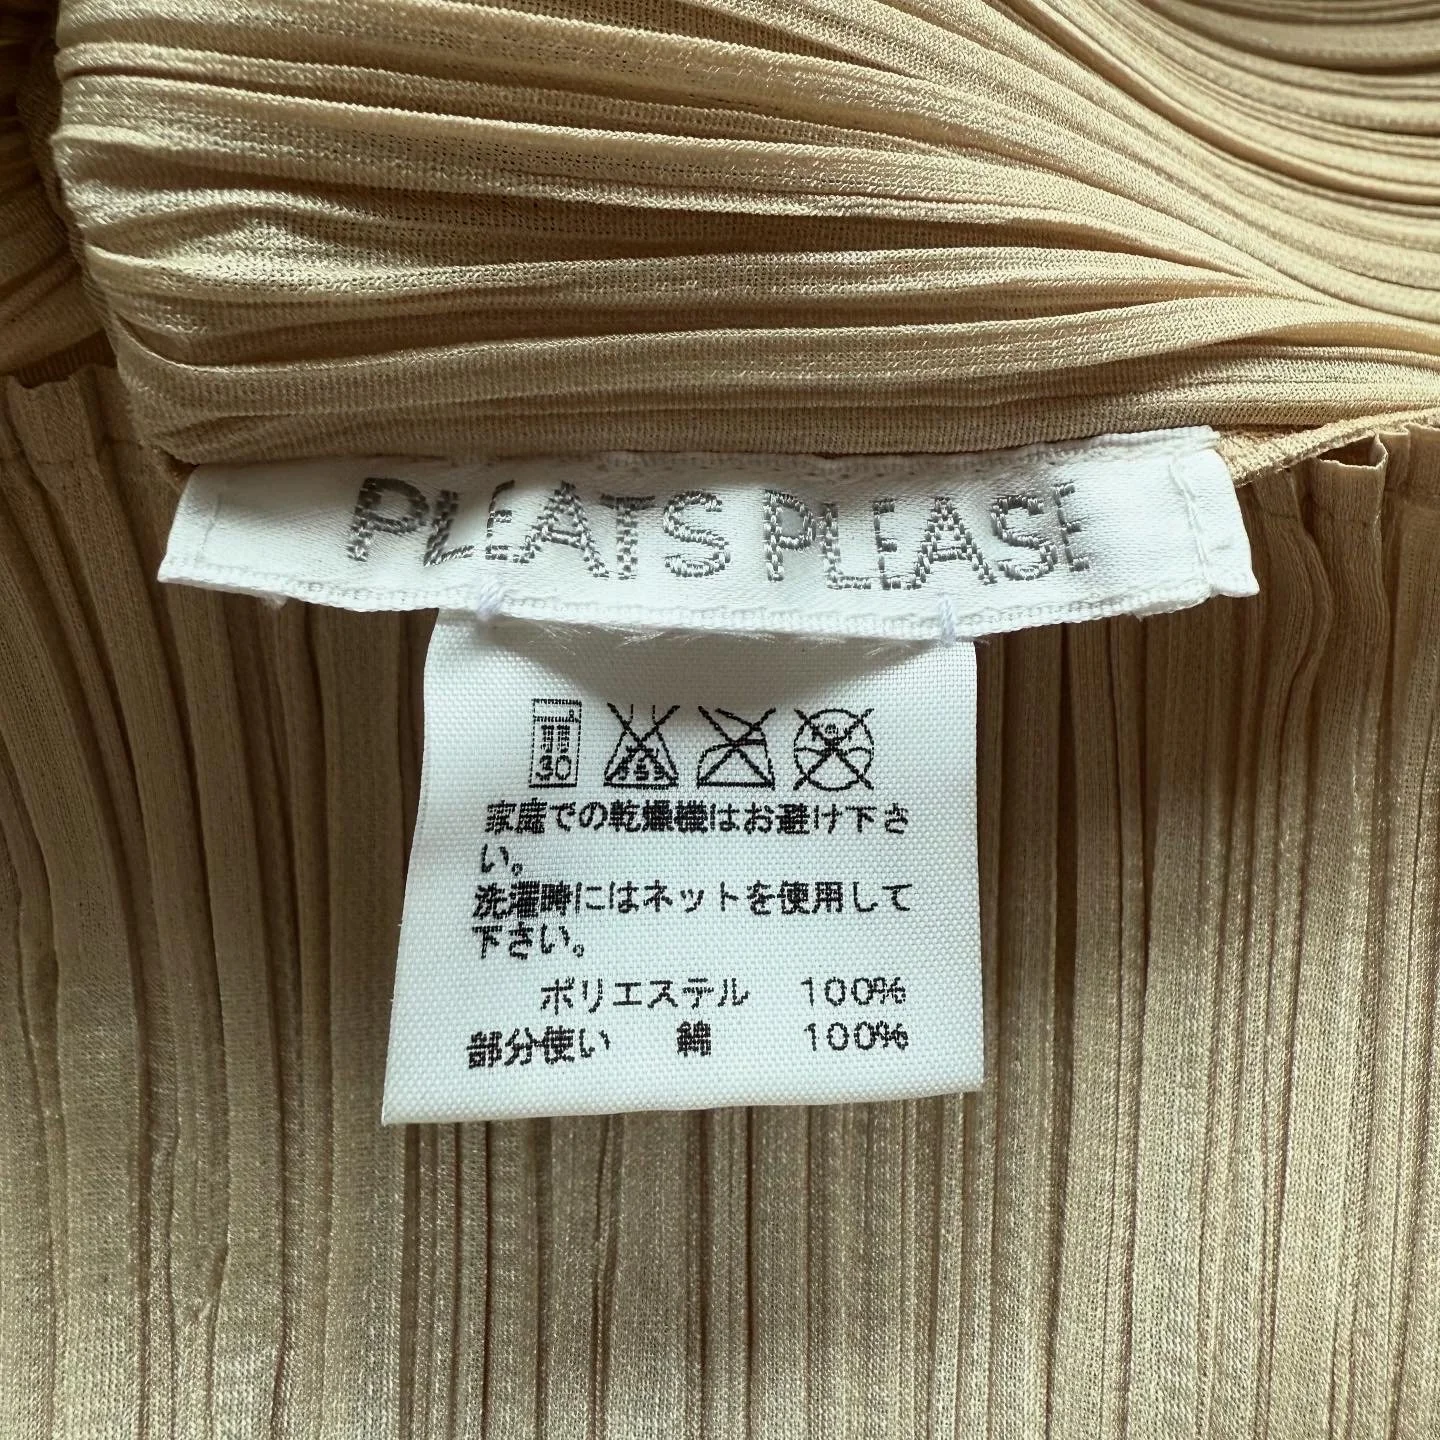 PLEATS PLEASE
30
家庭での乾燥機はお避け下さ
い。
洗濯時にはネットを使用して
下さい。
ポリエステル 100%
部分使い 綿 100%